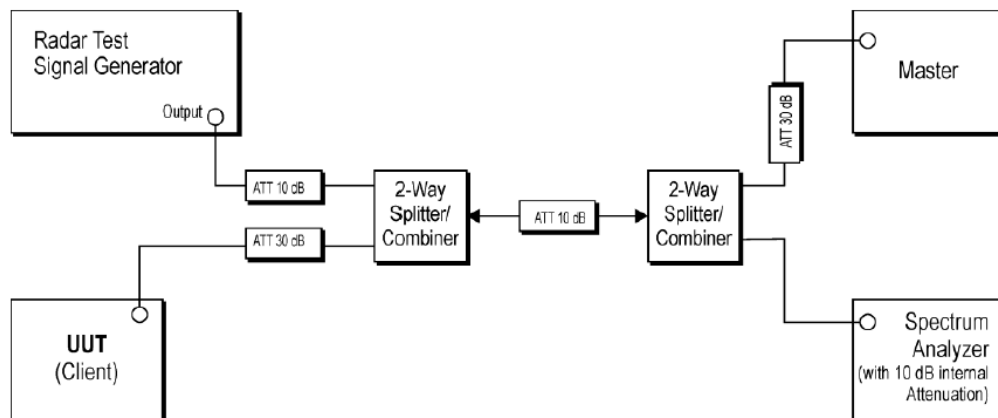 Radar Test
Signal Generator
Output
ATT 10 dB
ATT 30 dB
UUT
(Client)
2-Way
Splitter/
Combiner
ATT 10 dB
2-Way
Splitter/
Combiner
ATT 30 dB
Master
Spectrum
Analyzer
(with 10 dB internal
Attenuation)